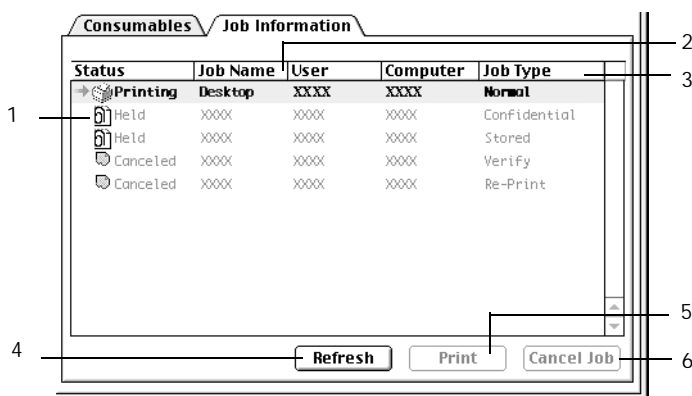 Consumables Job Information
2
Status Job Name User Computer Job Type
3
Printing Desktop XXXX XXXX Normal
1
Held XXXX XXXX XXXX Confidential
Held XXXX XXXX XXXX Stored
Canceled XXXX XXXX XXXX Verify
Canceled XXXX XXXX XXXX Re-Print
5
4
Refresh Print Cancel Job
6